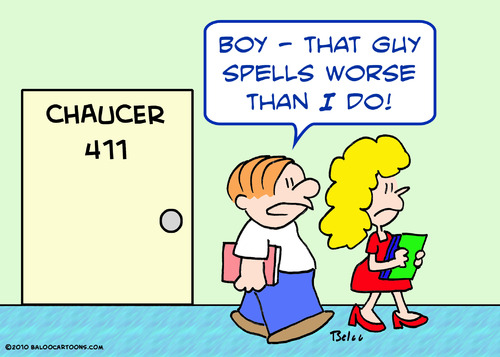 BOY - THAT GUY
SPELLS WORSE
THAN I DO!
CHAUCER
411
Baloo
©2010 BALOOCARTOONS.COM